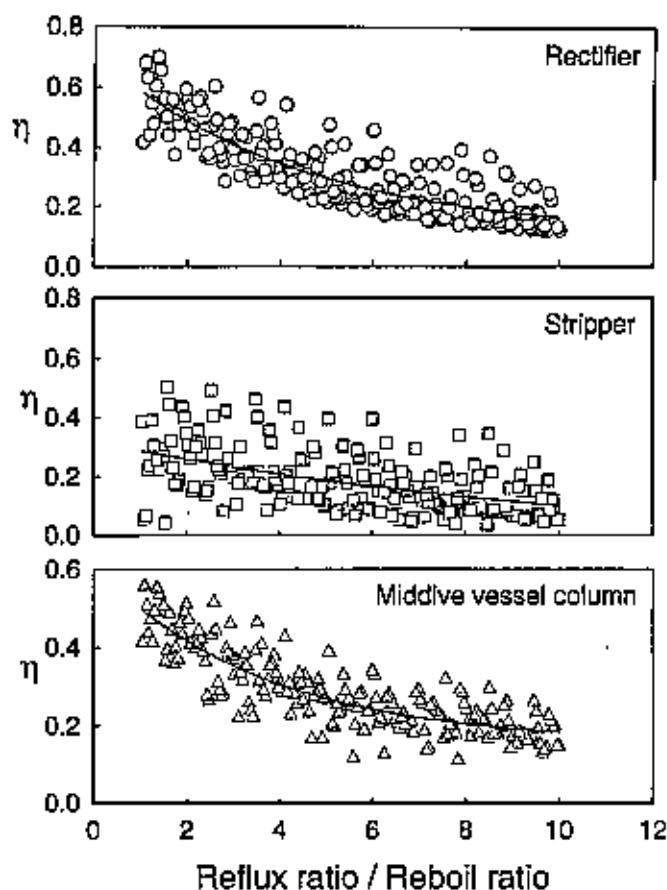 0.8
Rectifier
0.6
η
0.4
0.2
0.0
0.8
Stripper
0.6
η
0.4
0.2
0.0
0.6
Middive vessel column
0.4
η
0.2
0.0
0 2 4 6 8 10 12
Reflux ratio / Reboil ratio